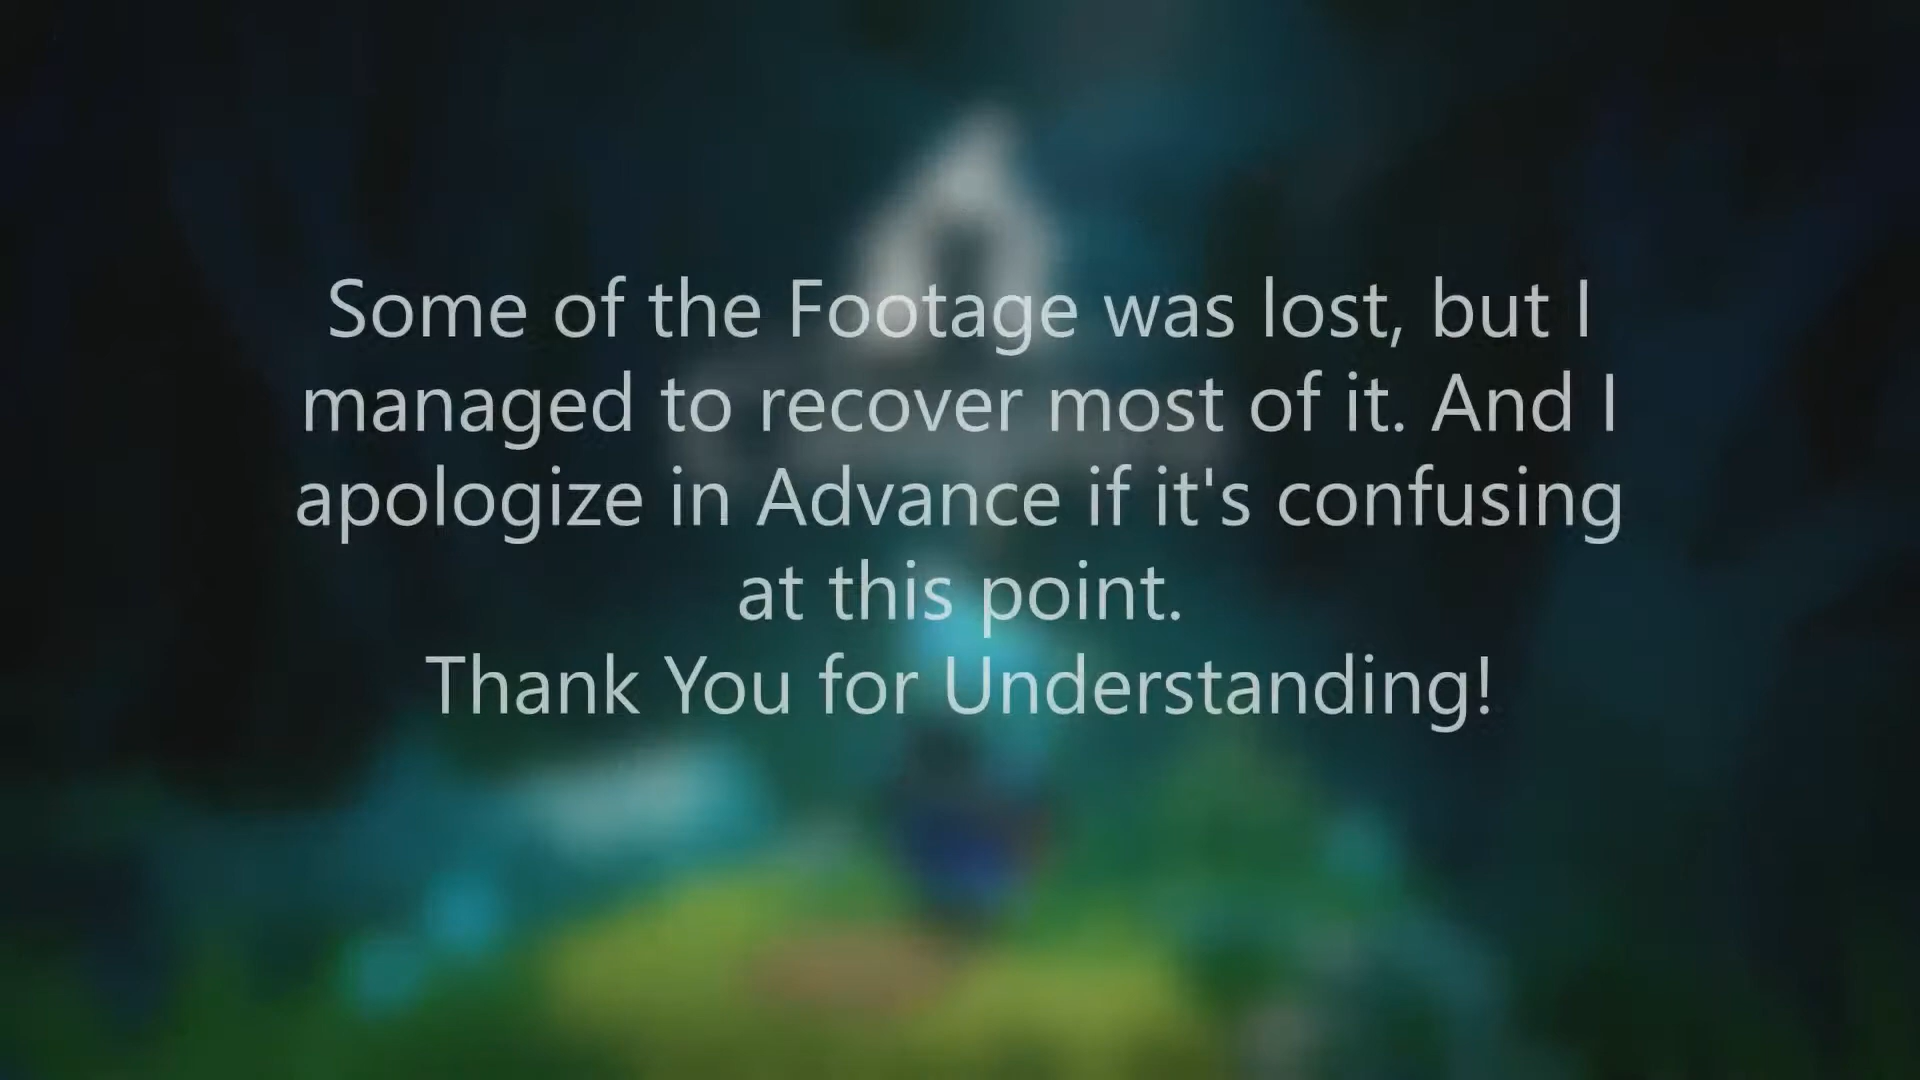 Some of the Footage was lost, but I
managed to recover most of it. And I
apologize in Advance if it's confusing
at this point.
Thank You for Understanding!